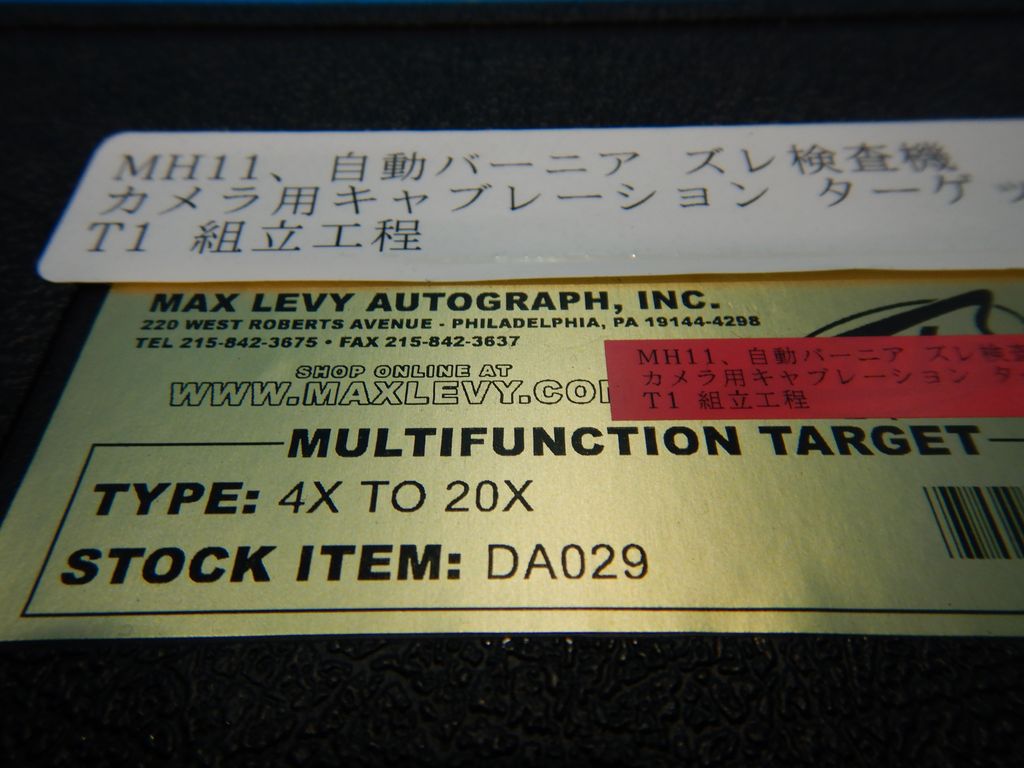 MH11、自動バーニア ズレ検査機
カメラ用キャブレーション ターゲッ
T1 組立工程
MAX LEVY AUTOGRAPH, INC.
220 WEST ROBERTS AVENUE - PHILADELPHIA, PA 19144-4298
TEL 215-842-3675 • FAX 215-842-3637
SHOP ONLINE AT
WWW.MAXLEVY.CO
MH11、自動バーニア ズレ検査
カメラ用キャブレーション ター
T1 組立工程
MULTIFUNCTION TARGET
TYPE: 4X TO 20X
STOCK ITEM: DA029